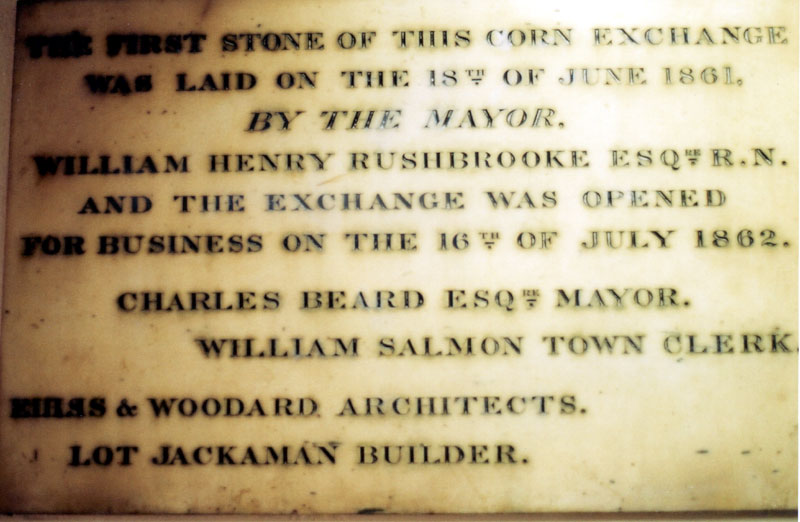 THE FIRST STONE OF THIS CORN EXCHANGE
WAS LAID ON THE 18TH OF JUNE 1861.
BY THE MAYOR.
WILLIAM HENRY RUSHBROOKE ESQRE R.N.
AND THE EXCHANGE WAS OPENED
FOR BUSINESS ON THE 16TH OF JULY 1862.
CHARLES BEARD ESQRE MAYOR.
WILLIAM SALMON TOWN CLERK.
& WOODARD ARCHITECTS.
LOT JACKAMAN BUILDER.